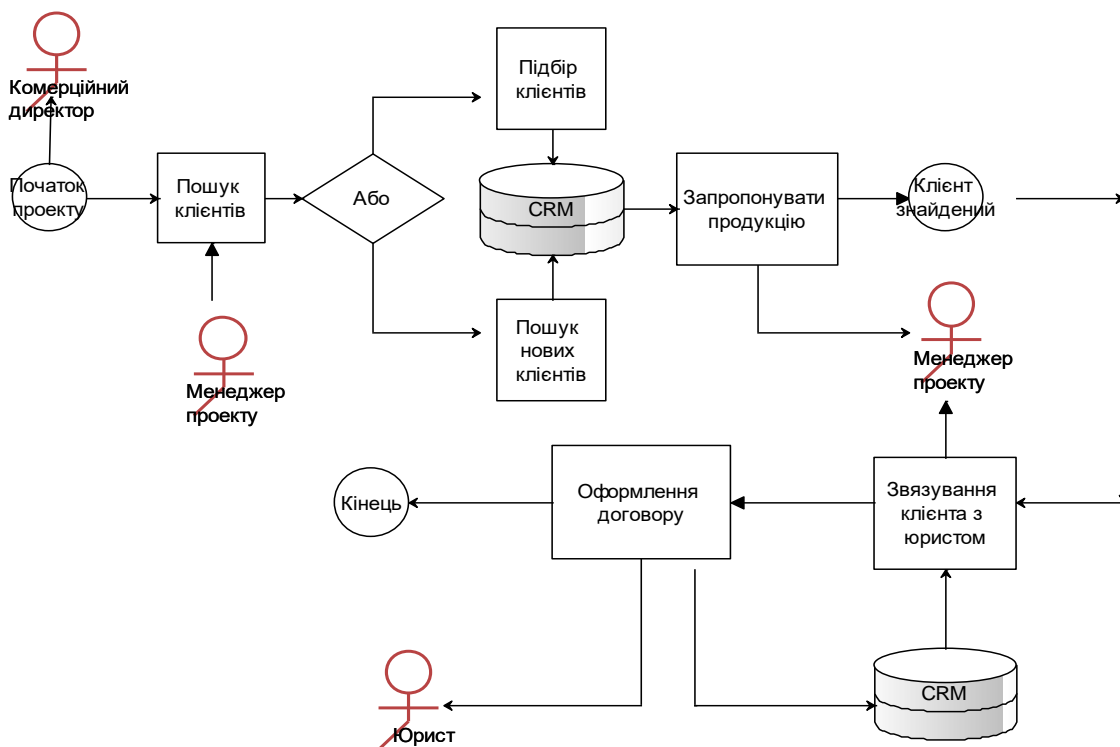 Комерційний
директор
Початок
проекту
Пошук
клієнтів
Менеджер
проекту
Або
Підбір
клієнтів
CRM
Пошук
нових
клієнтів
Запропонувати
продукцію
Клієнт
знайдений
Менеджер
проекту
Звязування
клієнта з
юристом
Оформлення
договору
Кінець
Юрист
CRM